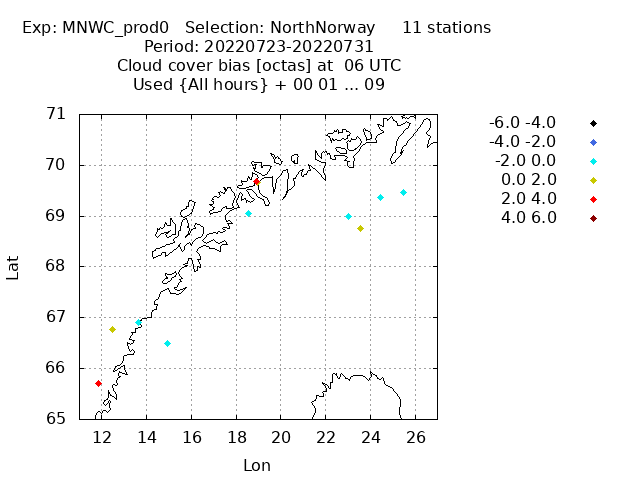 Exp: MNWC_prod0   Selection: NorthNorway     11 stations
Period: 20220723-20220731
Cloud cover bias [octas] at  06 UTC
Used {All hours} + 00 01 ... 09
71
70
69
68
67
66
65
Lat
12 14 16 18 20 22 24 26
Lon
-6.0 -4.0
-4.0 -2.0
-2.0 0.0
0.0 2.0
2.0 4.0
4.0 6.0